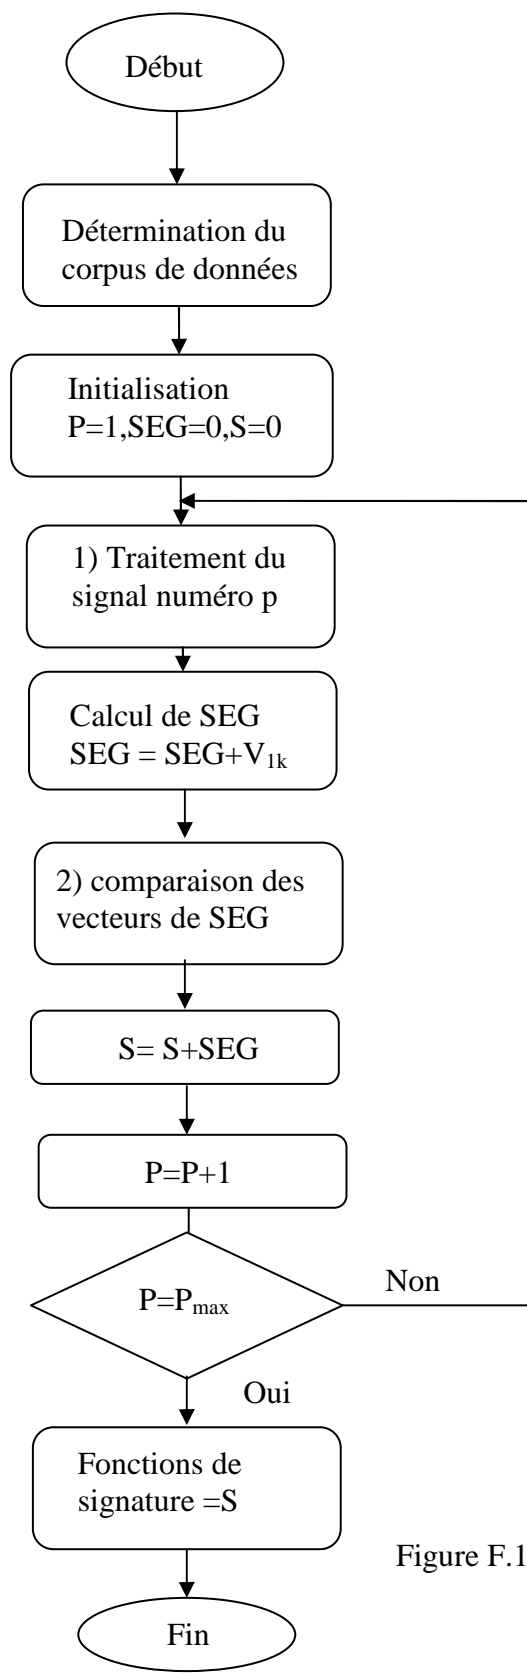 Début
Détermination du
corpus de données
Initialisation
P=1,SEG=0,S=0
1) Traitement du
signal numéro p
Calcul de SEG
SEG = SEG+V1k
2) comparaison des
vecteurs de SEG
S= S+SEG
P=P+1
P=Pmax
Non
Oui
Fonctions de
signature =S
Figure F.1
Fin